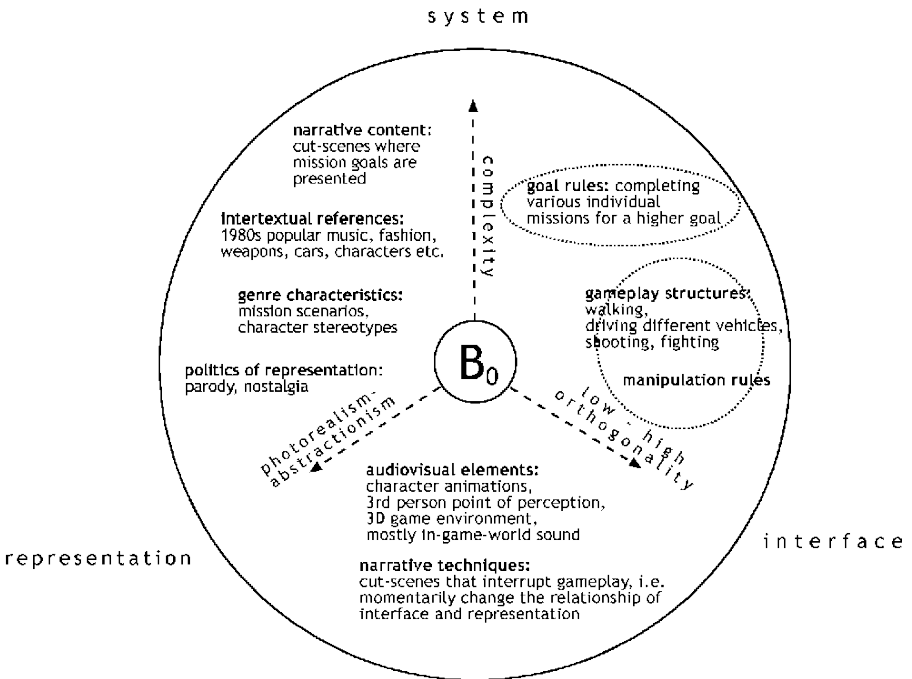 system
narrative content:
cut-scenes where
mission goals are
presented
complexity
goal rules: completing
various individual
missions for a higher goal
intertextual references:
1980s popular music, fashion,
weapons, cars, characters etc.
genre characteristics:
mission scenarios,
character stereotypes
gameplay structures:
walking,
driving different vehicles,
shooting, fighting
B0
politics of representation:
parody, nostalgia
manipulation rules
photorealism-
abstractionism
low - high
orthogonality
audiovisual elements:
character animations,
3rd person point of perception,
3D game environment,
mostly in-game-world sound
representation
interface
narrative techniques:
cut-scenes that interrupt gameplay, i.e.
momentarily change the relationship of
interface and representation